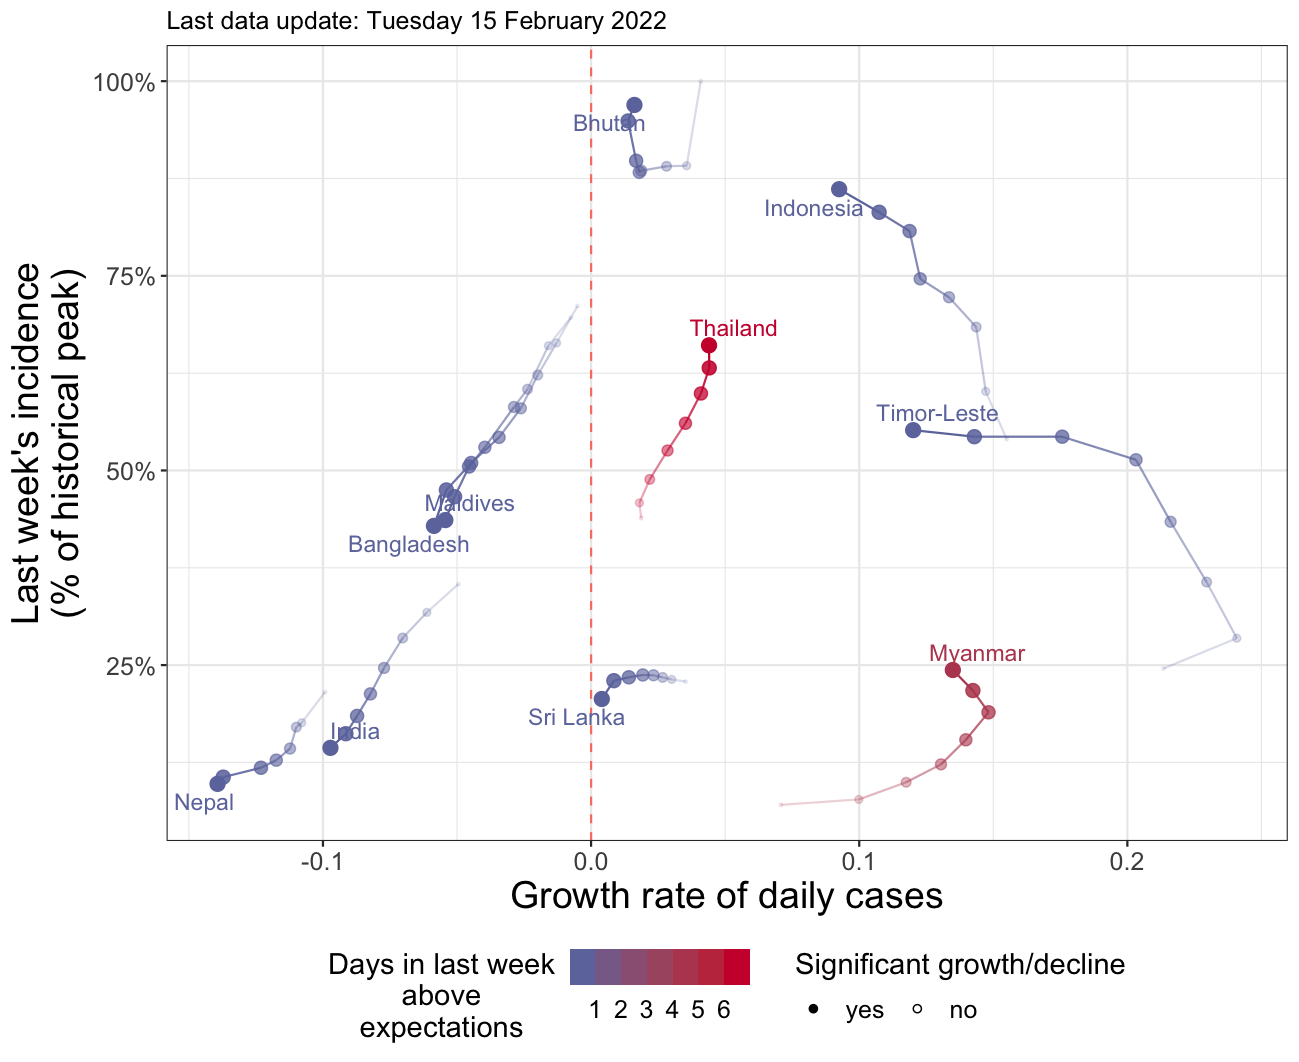 Last data update: Tuesday 15 February 2022
Last week's incidence
(% of historical peak)
100%
75%
50%
25%
Bhutan
Indonesia
Thailand
Timor-Leste
Maldives
Bangladesh
Myanmar
Sri Lanka
India
Nepal
-0.1
0.0
0.1
0.2
Growth rate of daily cases
Days in last week
above
expectations
1 2 3 4 5 6
Significant growth/decline
yes
no